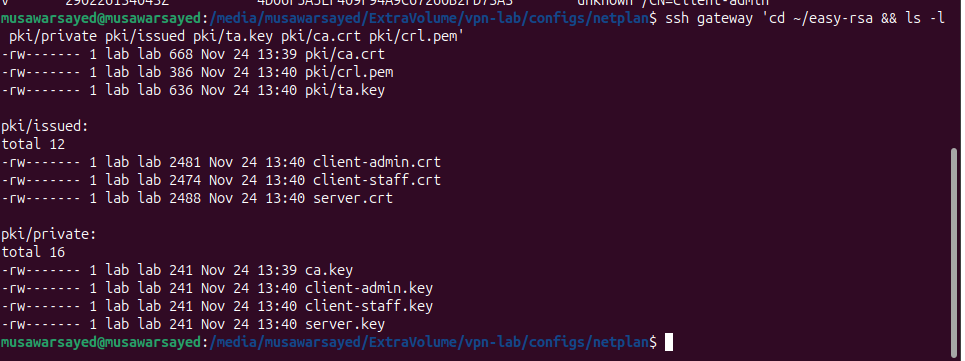 musawarsayed@musawarsayed:/media/musawarsayed/ExtraVolume/vpn-lab/configs/netplan$ ssh gateway 'cd ~/easy-rsa && ls -l
 pki/private pki/issued pki/ta.key pki/ca.crt pki/crl.pem'
-rw------- 1 lab lab 668 Nov 24 13:39 pki/ca.crt
-rw------- 1 lab lab 386 Nov 24 13:40 pki/crl.pem
-rw------- 1 lab lab 636 Nov 24 13:40 pki/ta.key
pki/issued:
total 12
-rw------- 1 lab lab 2481 Nov 24 13:40 client-admin.crt
-rw------- 1 lab lab 2474 Nov 24 13:40 client-staff.crt
-rw------- 1 lab lab 2488 Nov 24 13:40 server.crt
pki/private:
total 16
-rw------- 1 lab lab 241 Nov 24 13:39 ca.key
-rw------- 1 lab lab 241 Nov 24 13:40 client-admin.key
-rw------- 1 lab lab 241 Nov 24 13:40 client-staff.key
-rw------- 1 lab lab 241 Nov 24 13:40 server.key
musawarsayed@musawarsayed:/media/musawarsayed/ExtraVolume/vpn-lab/configs/netplan$